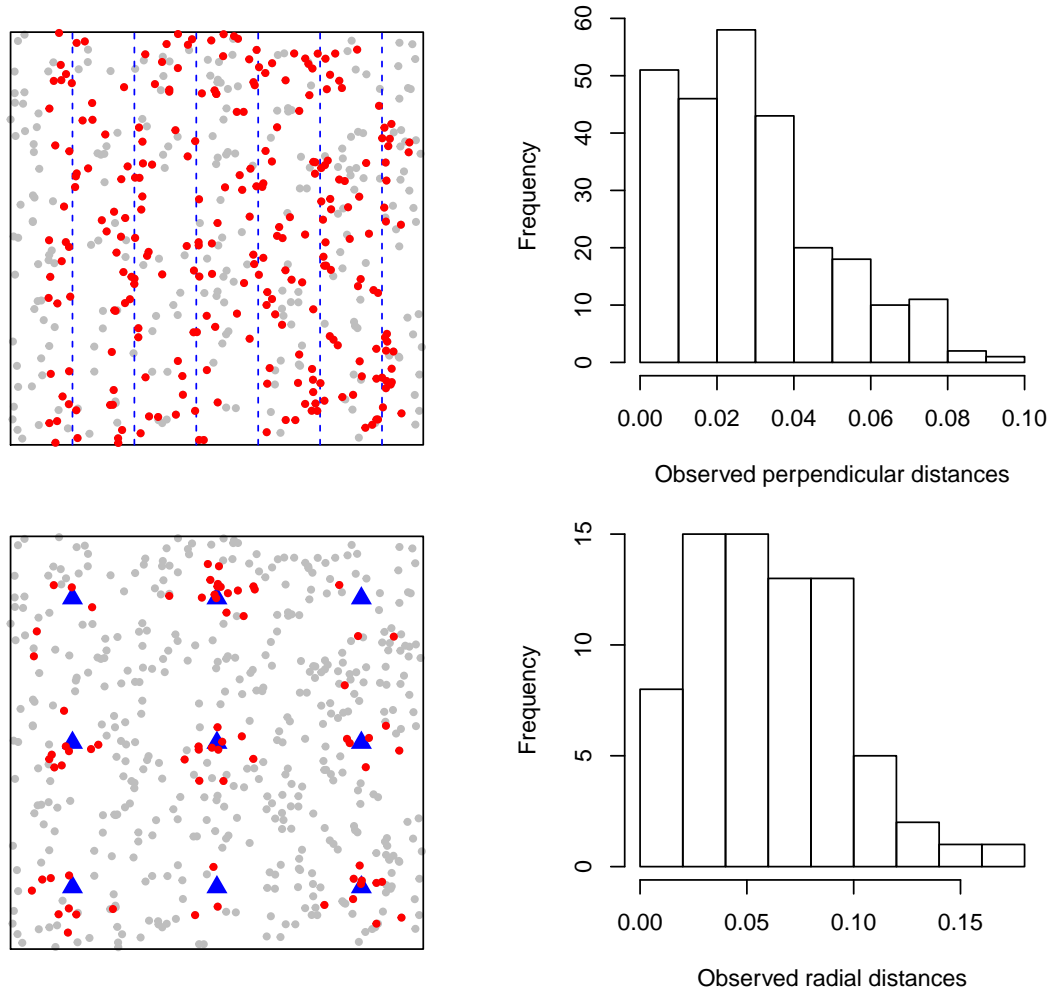 60
50
40
30
20
10
0
Frequency
0.00 0.02 0.04 0.06 0.08 0.10
Observed perpendicular distances
15
10
5
0
Frequency
0.00 0.05 0.10 0.15
Observed radial distances